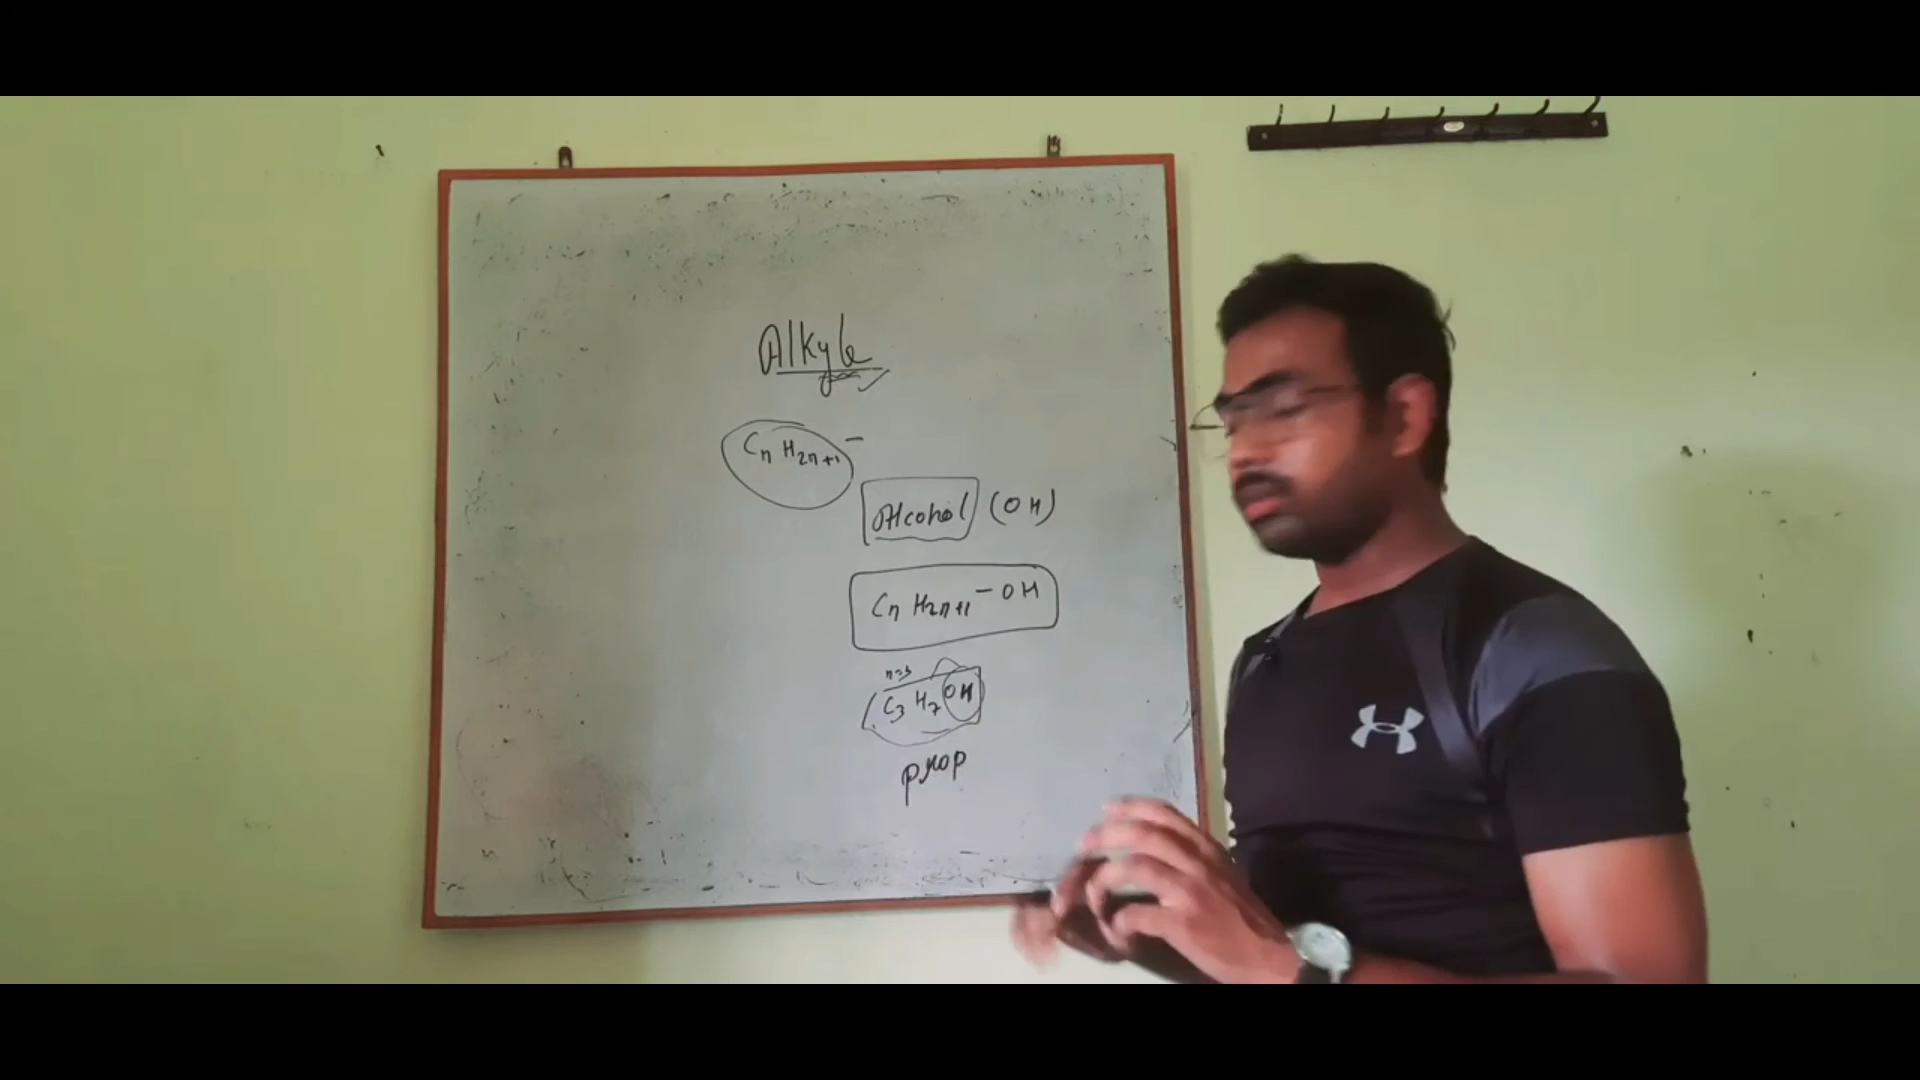 Alkyle
CnH2n+1-
Alcohol (OH)
CnH2n+1-OH
n=3
C3H7OH
prop